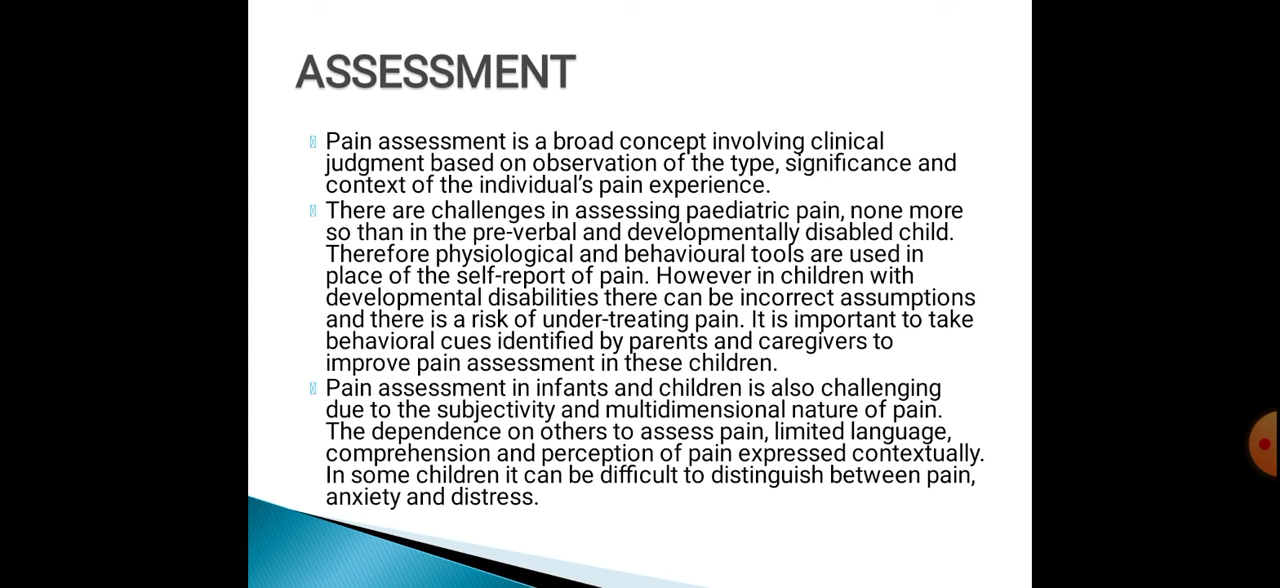 ASSESSMENT
Pain assessment is a broad concept involving clinical
judgment based on observation of the type, significance and
context of the individual’s pain experience.
There are challenges in assessing paediatric pain, none more
so than in the pre-verbal and developmentally disabled child.
Therefore physiological and behavioural tools are used in
place of the self-report of pain. However in children with
developmental disabilities there can be incorrect assumptions
and there is a risk of under-treating pain. It is important to take
behavioral cues identified by parents and caregivers to
improve pain assessment in these children.
Pain assessment in infants and children is also challenging
due to the subjectivity and multidimensional nature of pain.
The dependence on others to assess pain, limited language,
comprehension and perception of pain expressed contextually.
In some children it can be difficult to distinguish between pain,
anxiety and distress.